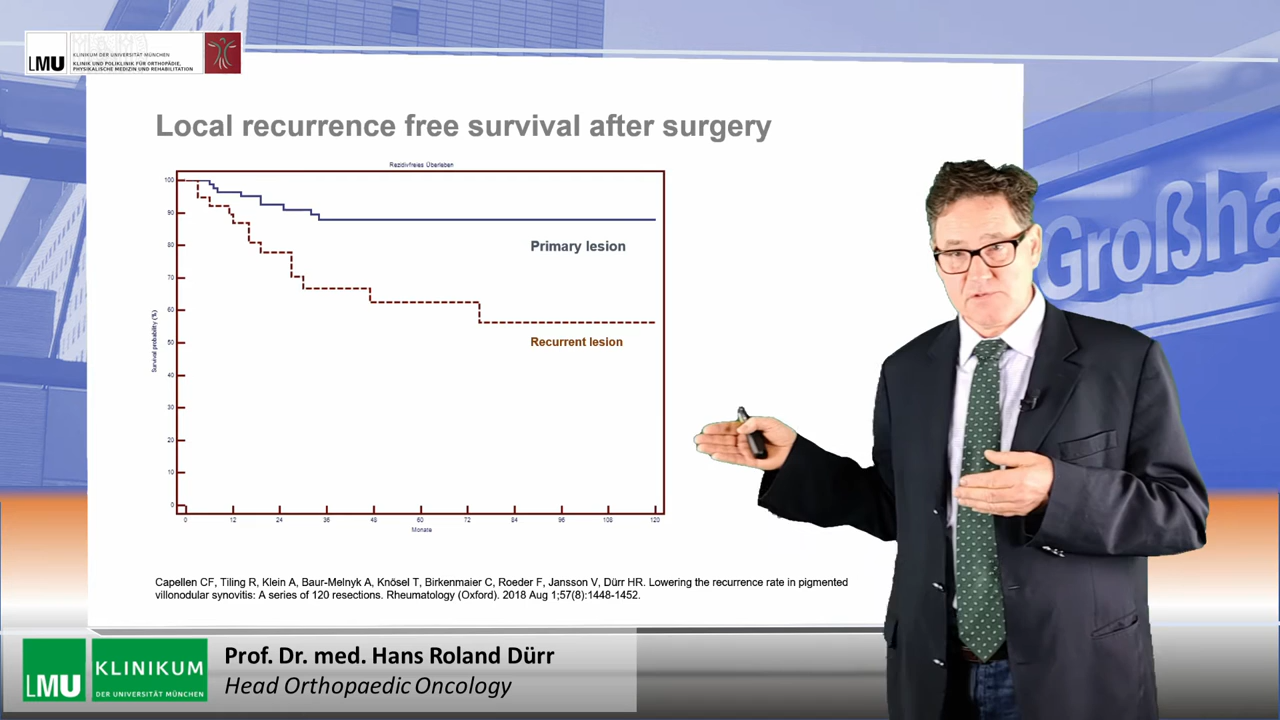 LMU
KLINIKUM DER UNIVERSITÄT MÜNCHEN
KLINIK UND POLIKLINIK FÜR ORTHOPÄDIE,
PHYSIKALISCHE MEDIZIN UND REHABILITATION
Local recurrence free survival after surgery
Rezidivfreies Überleben
Survival probability (%)
100
90
80
70
60
50
40
30
20
10
0
Primary lesion
Recurrent lesion
0 12 24 36 48 60 72 84 96 108 120
Monate
Großha
Capellen CF, Tiling R, Klein A, Baur-Melnyk A, Knösel T, Birkenmaier C, Roeder F, Jansson V, Dürr HR. Lowering the recurrence rate in pigmented
villonodular synovitis: A series of 120 resections. Rheumatology (Oxford). 2018 Aug 1;57(8):1448-1452.
LMU
KLINIKUM
DER UNIVERSITÄT MÜNCHEN
Prof. Dr. med. Hans Roland Dürr
Head Orthopaedic Oncology